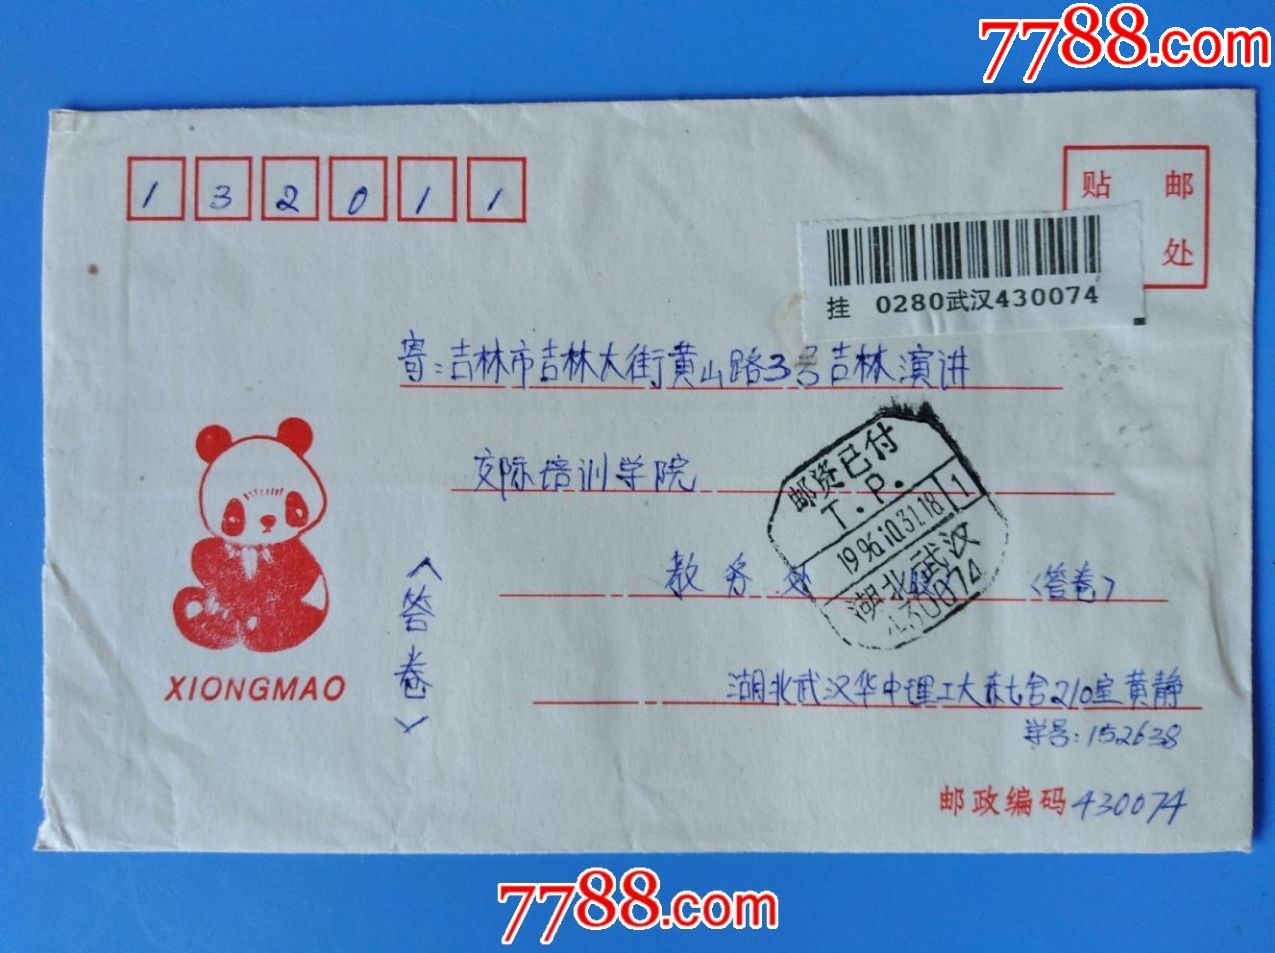 7788.com
132011
贴 邮
处
挂 0280武汉430074
寄:吉林市吉林大街黄山路3号吉林演讲
交际培训学院
邮资已付
T.P.
1996.10.31.18
1
湖北武汉
430074
教务处 收 (答卷)
(答卷)
XIONGMAO
湖北武汉华中理工大东七舍210室黄静
学号:152638
邮政编码430074
7788.com